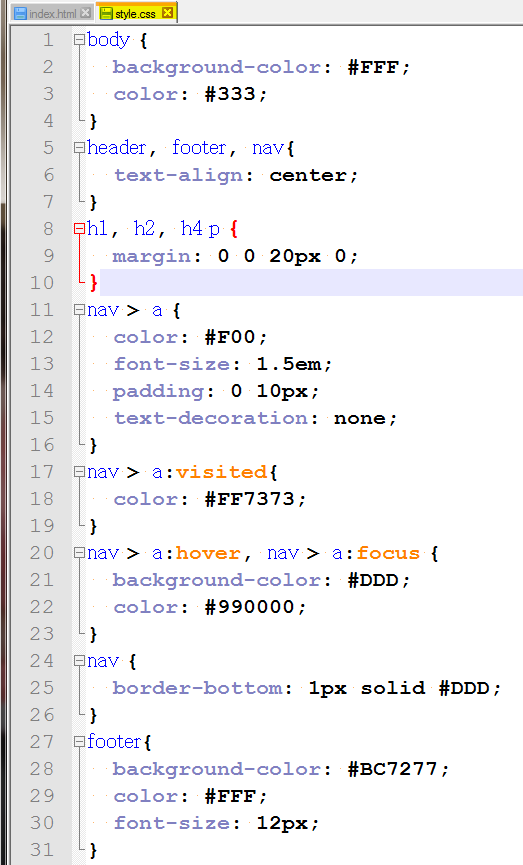 index.html style.css
1 body {
2 background-color: #FFF;
3 color: #333;
4 }
5 header, footer, nav{
6 text-align: center;
7 }
8 h1, h2, h4 p {
9 margin: 0 0 20px 0;
10 }
11 nav > a {
12 color: #F00;
13 font-size: 1.5em;
14 padding: 0 10px;
15 text-decoration: none;
16 }
17 nav > a:visited{
18 color: #FF7373;
19 }
20 nav > a:hover, nav > a:focus {
21 background-color: #DDD;
22 color: #990000;
23 }
24 nav {
25 border-bottom: 1px solid #DDD;
26 }
27 footer{
28 background-color: #BC7277;
29 color: #FFF;
30 font-size: 12px;
31 }